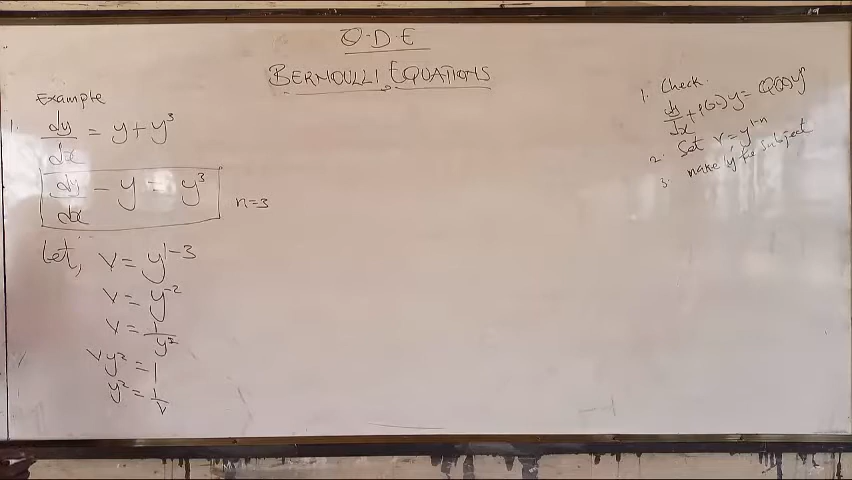 O.D.E
BERNOULLI EQUATIONS
Example
1. dy/dx = y + y³
dy/dx - y = y³
n=3
Let, v = y^1-3
v = y^-2
v = 1/y²
vy² = 1
y² = 1/v
1. Check.
dy/dx + P(x)y = Q(x)yⁿ
2. Set v = y^1-n
3. make y the subject